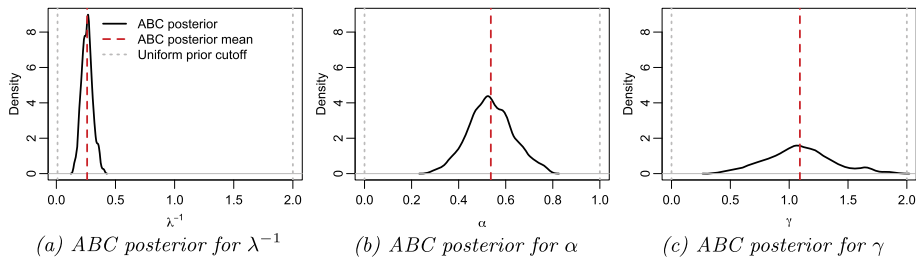 ABC posterior
ABC posterior mean
Uniform prior cutoff
Density
0 2 4 6 8
0.0 0.5 1.0 1.5 2.0
λ⁻¹
(a) ABC posterior for λ⁻¹
Density
0 2 4 6 8
0.0 0.2 0.4 0.6 0.8 1.0
α
(b) ABC posterior for α
Density
0 2 4 6 8
0.0 0.5 1.0 1.5 2.0
γ
(c) ABC posterior for γ